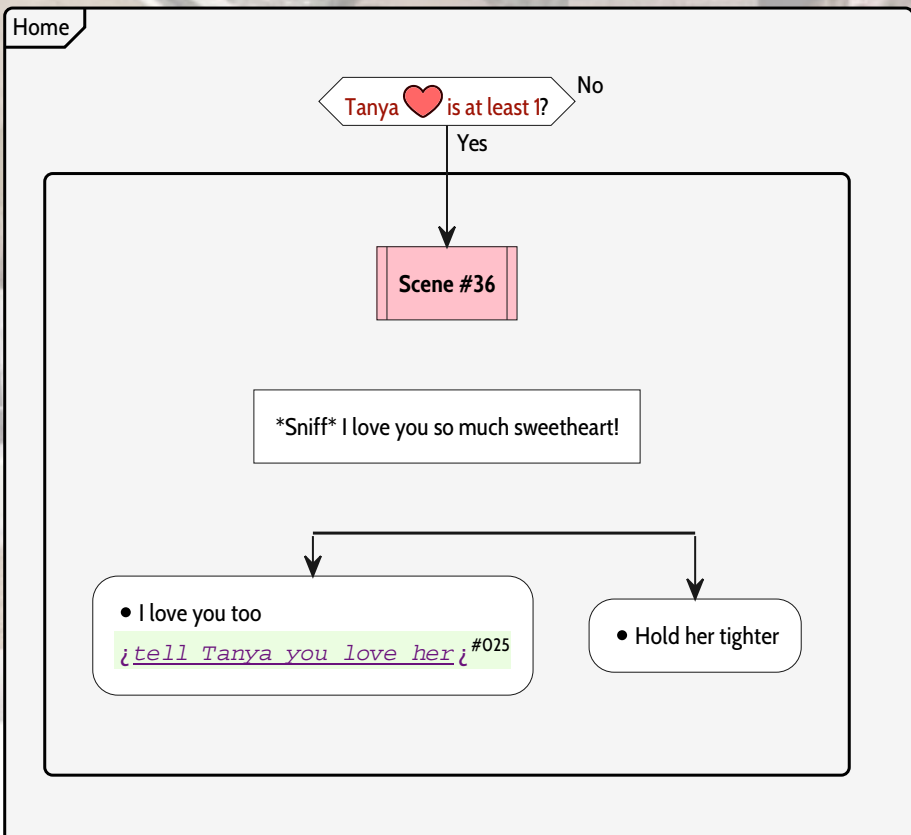 Home
Tanya ❤ is at least 1?
No
Yes
Scene #36
*Sniff* I love you so much sweetheart!
• I love you too
¿tell Tanya you love her¿#025
• Hold her tighter